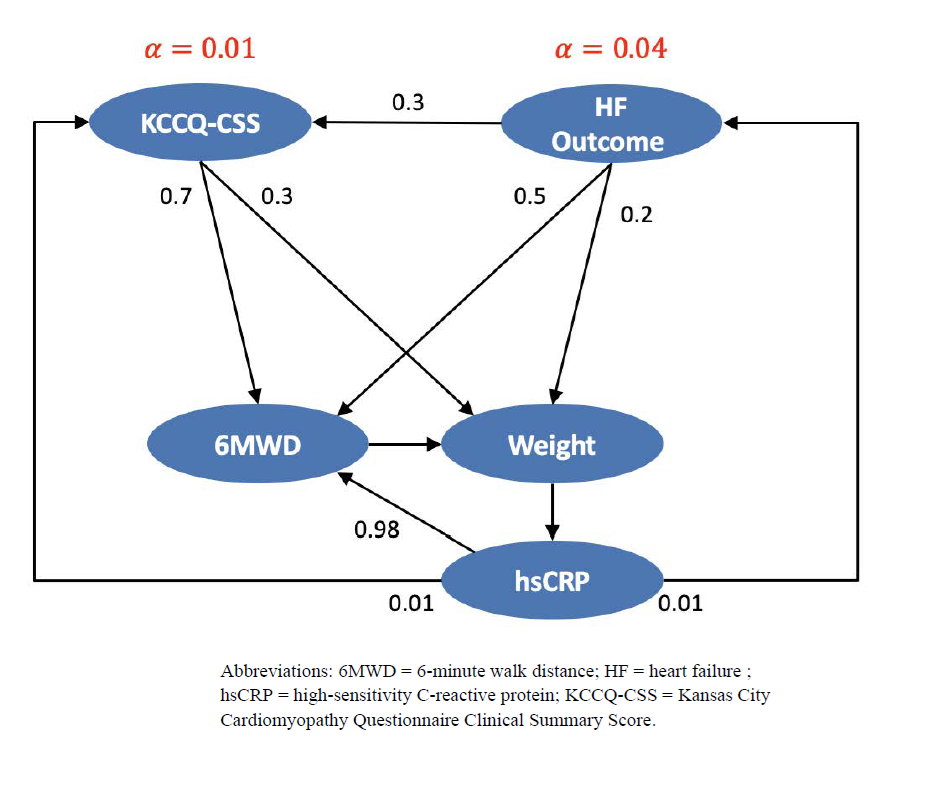 α = 0.01
α = 0.04
KCCQ-CSS
0.3
HF
Outcome
0.7
0.3
0.5
0.2
6MWD
Weight
0.98
hsCRP
0.01
0.01
Abbreviations: 6MWD = 6-minute walk distance; HF = heart failure ;
hsCRP = high-sensitivity C-reactive protein; KCCQ-CSS = Kansas City
Cardiomyopathy Questionnaire Clinical Summary Score.